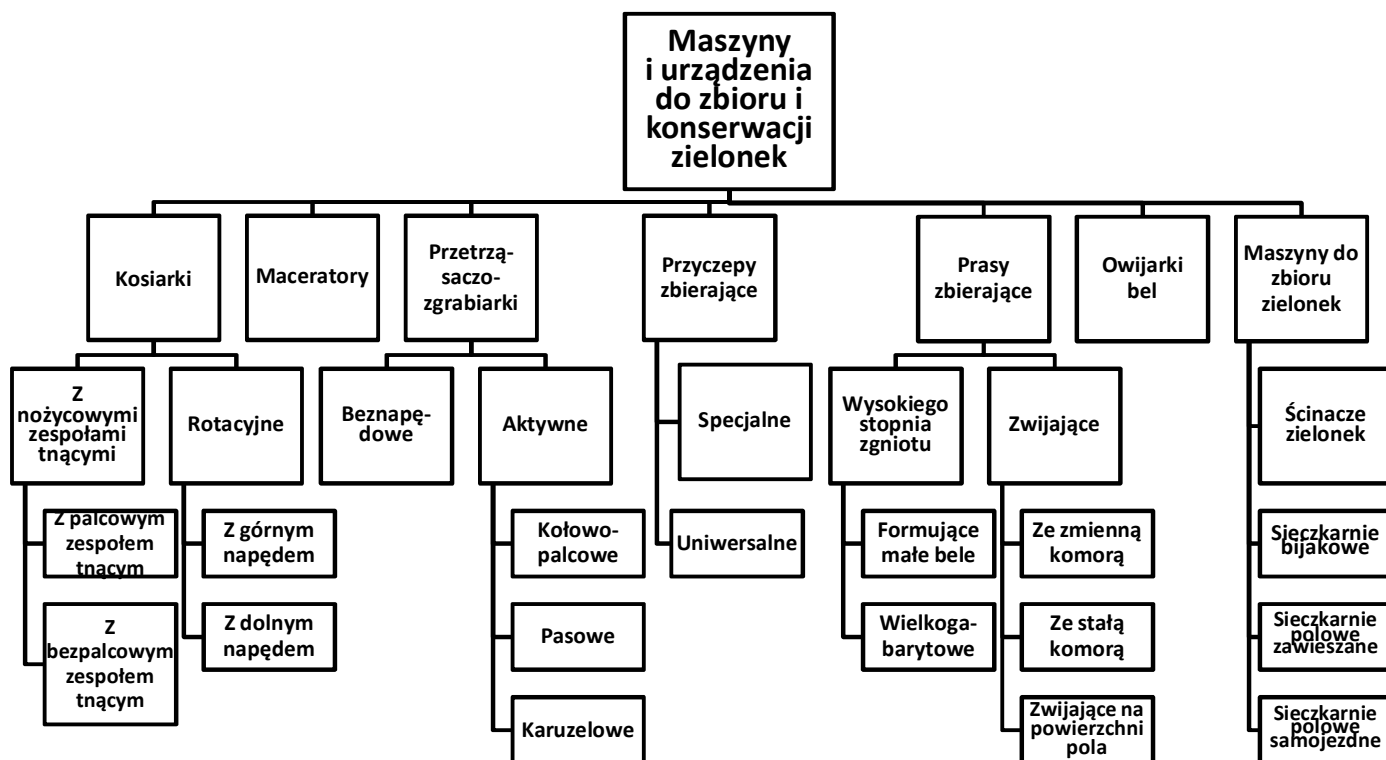 Maszyny
i urządzenia
do zbioru i
konserwacji
zielonek
Kosiarki
Maceratory
Przetrzą-
saczo-
zgrabiarki
Przyczepy
zbierające
Prasy
zbierające
Owijarki
bel
Maszyny do
zbioru
zielonek
Z
nożycowymi
zespołami
tnącymi
Rotacyjne
Beznapę-
dowe
Aktywne
Specjalne
Wysokiego
stopnia
zgniotu
Zwijające
Ścinacze
zielonek
Z palcowym
zespołem
tnącym
Z górnym
napędem
Kołowo-
palcowe
Uniwersalne
Formujące
małe bele
Ze zmienną
komorą
Sieczkarnie
bijakowe
Z
bezpalcowym
zespołem
tnącym
Z dolnym
napędem
Pasowe
Wielkoga-
barytowe
Ze stałą
komorą
Sieczkarnie
polowe
zawieszane
Karuzelowe
Zwijające na
powierzchni
pola
Sieczkarnie
polowe
samojezdne